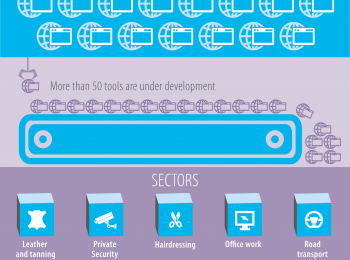 More than 50 tools are under development
SECTORS
Leather
and tanning
Private
Security
Hairdressing
Office work
Road
transport